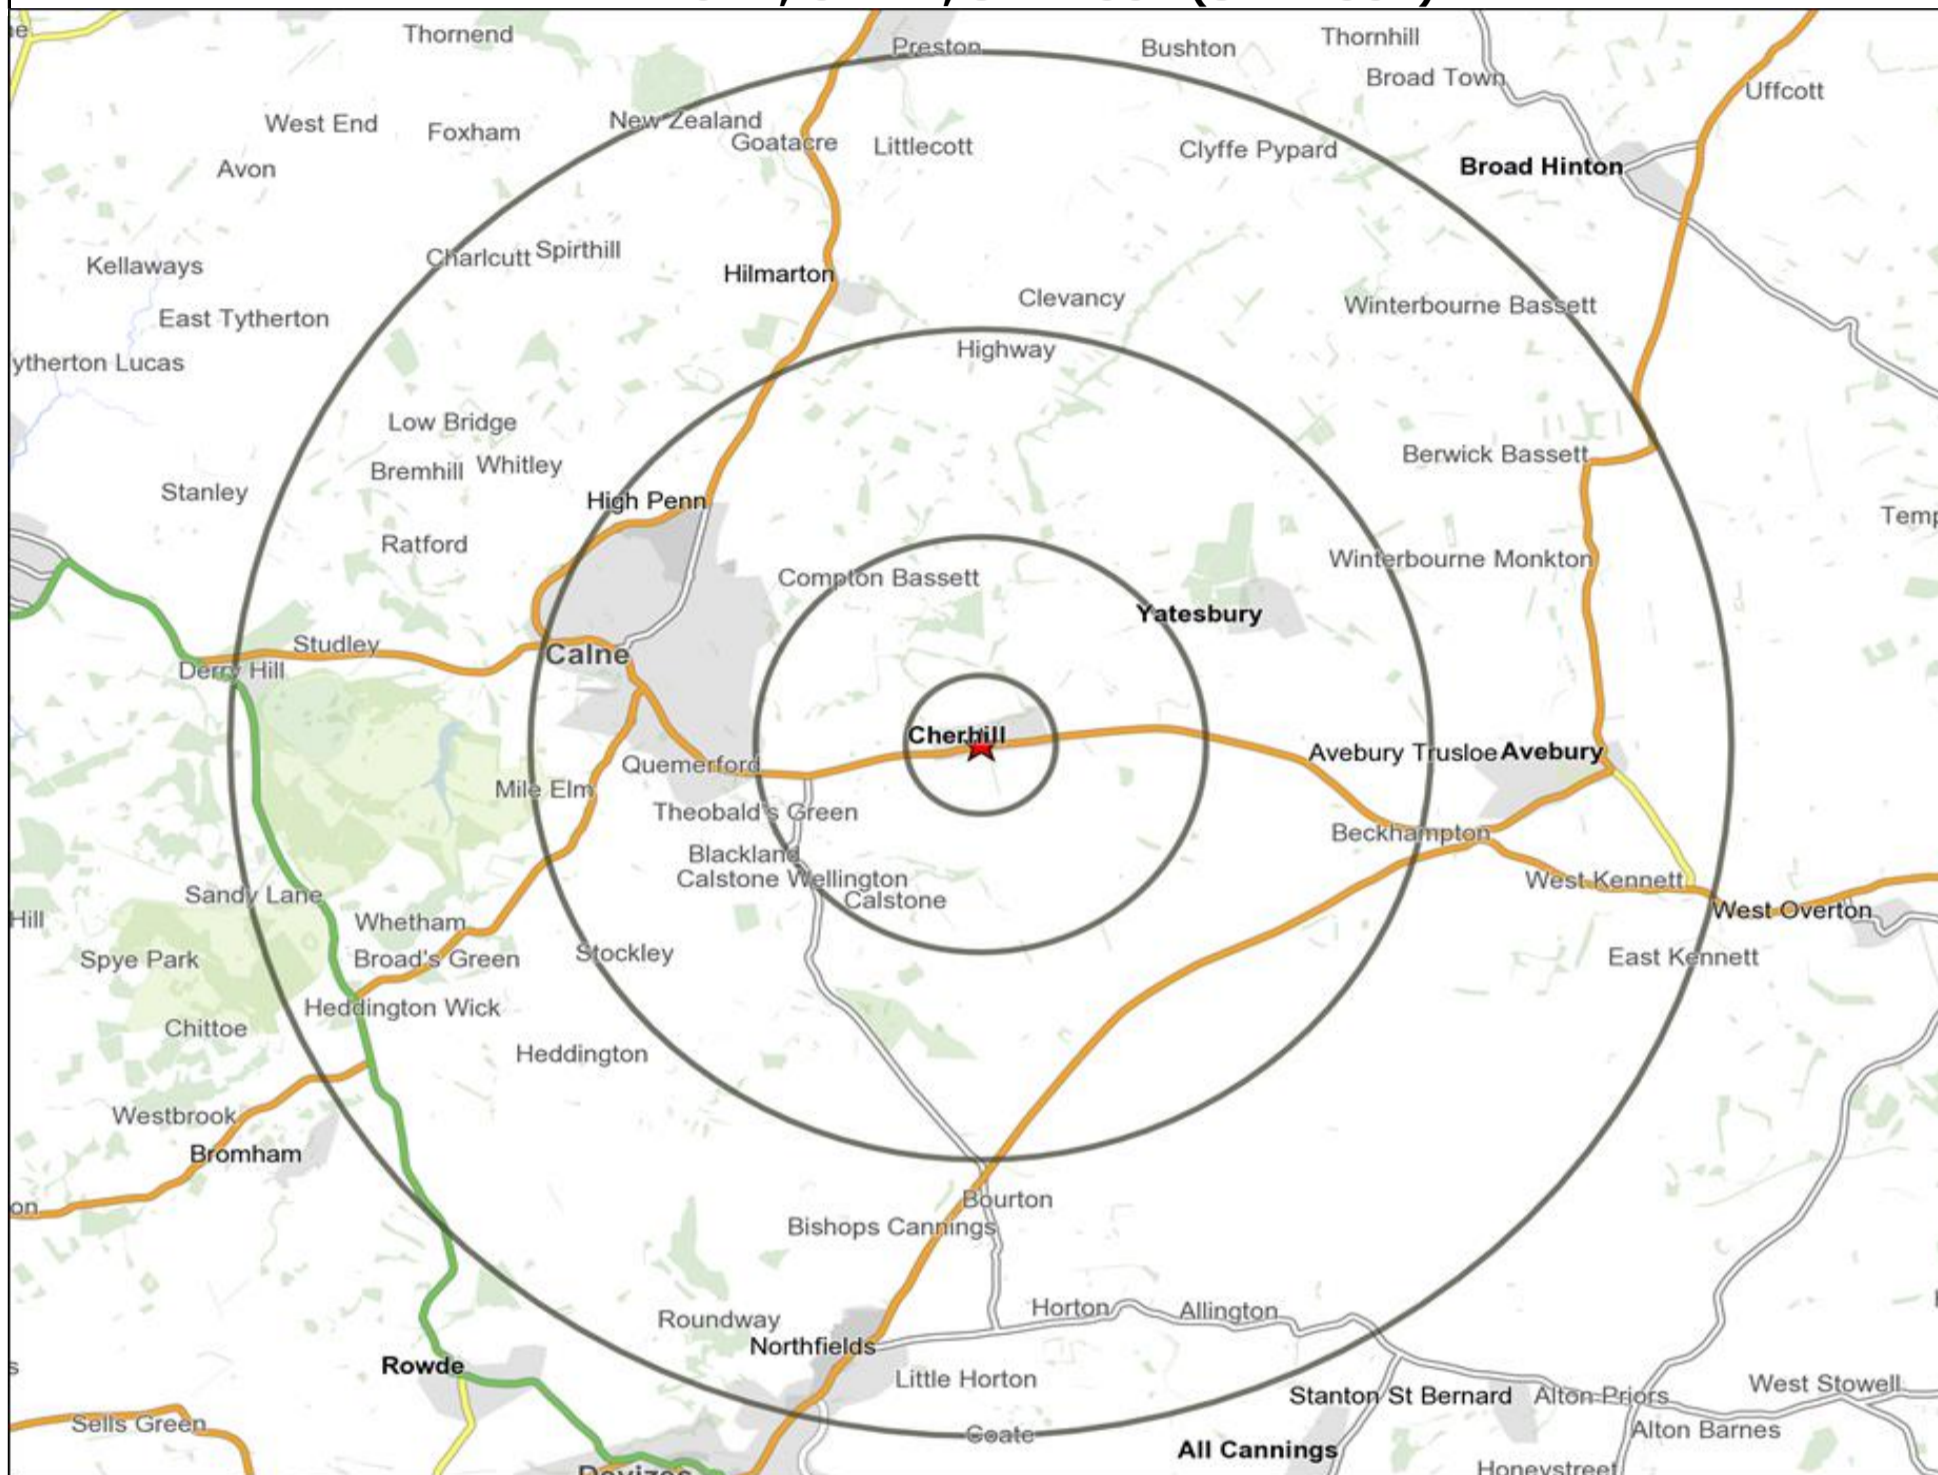 Thornend
Preston
Bushton
Thornhill
Broad Town
Uffcott
West End
Foxham
New Zealand
Goatacre
Littlecott
Clyffe Pypard
Broad Hinton
Avon
Charlcutt
Spirthill
Kellaways
Hilmarton
Clevancy
Winterbourne Bassett
East Tytherton
Highway
ytherton Lucas
Low Bridge
Berwick Bassett
Bremhill
Whitley
Stanley
High Penn
Temp
Ratford
Winterbourne Monkton
Compton Bassett
Yatesbury
Studley
Calne
Derry Hill
Cherhill
Avebury Trusloe
Avebury
Quemerford
Mile Elm
Theobald's Green
Beckhampton
Blackland
Calstone Wellington
West Kennett
Sandy Lane
Calstone
West Overton
Hill
Whetham
Stockley
East Kennett
Spye Park
Broad's Green
Heddington Wick
Chittoe
Heddington
Westbrook
Bromham
Bourton
on
Bishops Cannings
Horton
Allington
Roundway
Northfields
Rowde
Little Horton
Stanton St Bernard
Alton Priors
West Stowell
Sells Green
Coate
Alton Barnes
All Cannings
Honeystreet
Devizes